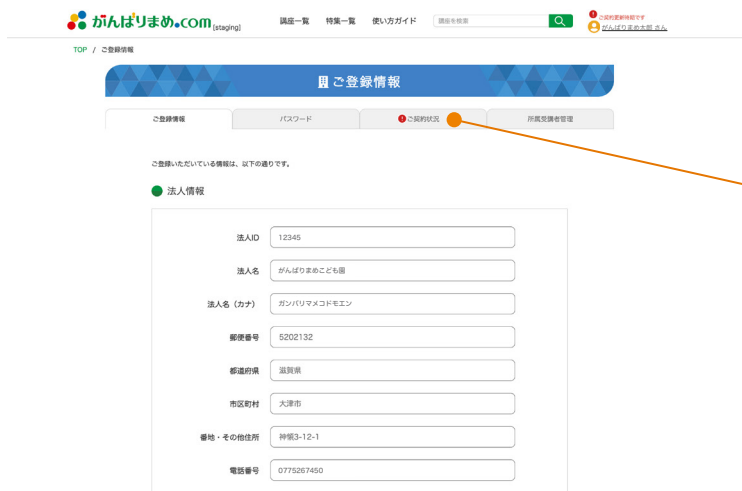 がんばりまめ.com [staging]
講座一覧 特集一覧 使い方ガイド 講座を検索
ご契約更新時期です
がんばりまめ太郎 さん
TOP / ご登録情報
ご登録情報
ご登録情報 パスワード ご契約状況 所属受講者管理
ご登録いただいている情報は、以下の通りです。
法人情報
法人ID 12345
法人名 がんばりまめこども園
法人名（カナ） ガンバリマメコドモエン
郵便番号 5202132
都道府県 滋賀県
市区町村 大津市
番地・その他住所 神領3-12-1
電話番号 0775267450